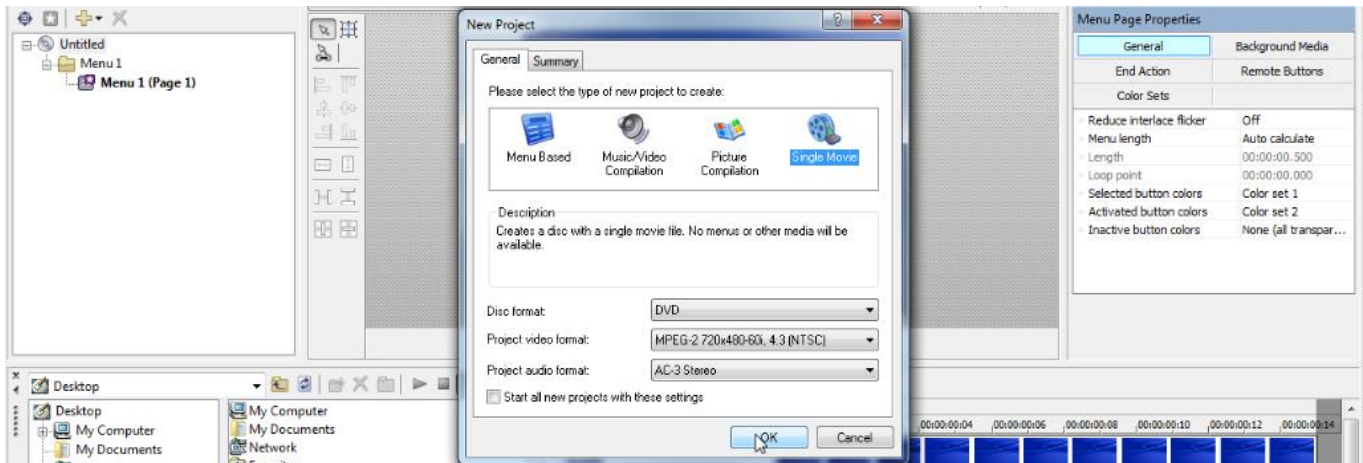 Untitled
Menu 1
Menu 1 (Page 1)
New Project
General Summary
Please select the type of new project to create:
Menu Based
Music/Video
Compilation
Picture
Compilation
Single Movie
Description
Creates a disc with a single movie file. No menus or other media will be
available.
Disc format: DVD
Project video format: MPEG-2 720x480-60i, 4:3 (NTSC)
Project audio format: AC-3 Stereo
Start all new projects with these settings
OK Cancel
Menu Page Properties
General Background Media
End Action Remote Buttons
Color Sets
Reduce interlace flicker Off
Menu length Auto calculate
Length 00:00:00.500
Loop point 00:00:00.000
Selected button colors Color set 1
Activated button colors Color set 2
Inactive button colors None (all transpar...
Desktop
Desktop
My Computer
My Documents
My Computer
My Documents
Network
00:00:00:04 00:00:00:06 00:00:00:08 00:00:00:10 00:00:00:12 00:00:00:14